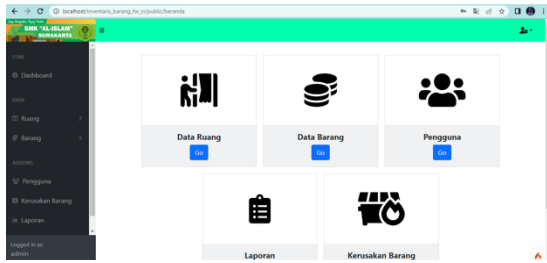 localhost/inventaris_barang_fw_ci/public/beranda
SMK "AL-ISLAM"
SURAKARTA
CORE
Dashboard
DATA
Ruang
Barang
ADDONS
Pengguna
Kerusakan Barang
Laporan
Logged in as:
admin
Data Ruang
Go
Data Barang
Go
Pengguna
Go
Laporan
Kerusakan Barang